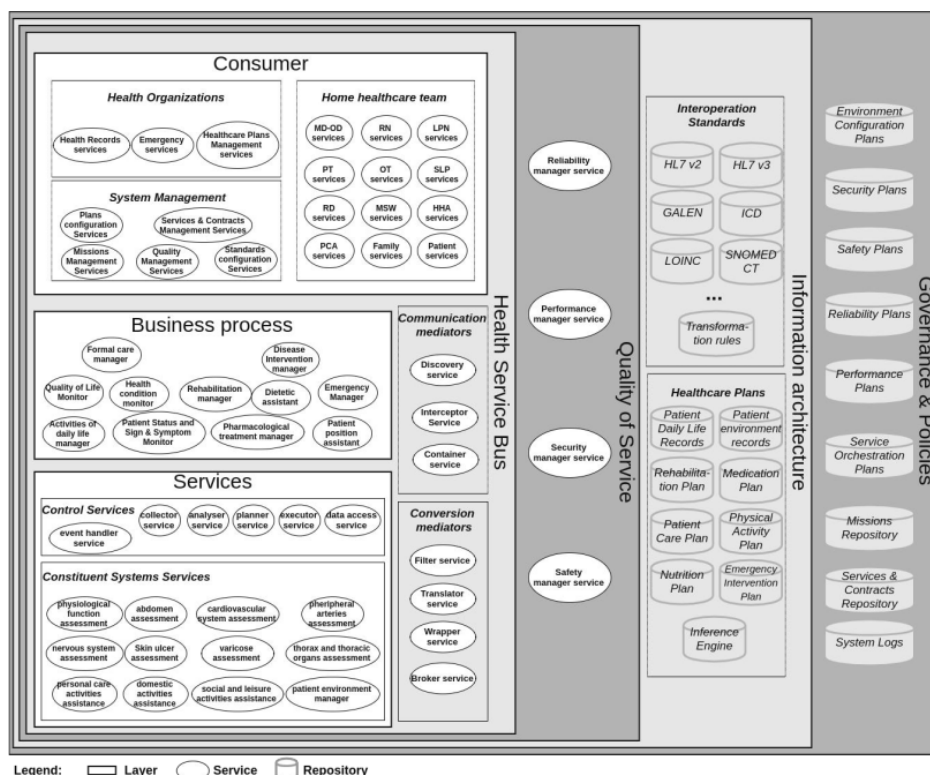 Consumer
Health Organizations
Health Records
services
Emergency
services
Healthcare Plans
Management
services
System Management
Plans
configuration
Services
Services & Contracts
Management Services
Missions
Management
Services
Quality
Management
Services
Standards
configuration
Services
Home healthcare team
MD-OD
services
RN
services
LPN
services
PT
services
OT
services
SLP
services
RD
services
MSW
services
HHA
services
PCA
services
Family
services
Patient
services
Business process
Formal care
manager
Disease
Intervention
manager
Quality of Life
Monitor
Health
condition
monitor
Rehabilitation
manager
Dietetic
assistant
Emergency
Manager
Activities of
daily life
manager
Patient Status and
Sign & Symptom
Monitor
Pharmacological
treatment manager
Patient
position
assistant
Services
Control Services
event handler
service
collector
service
analyser
service
planner
service
executor
service
data access
service
Constituent Systems Services
physiological
function
assessment
abdomen
assessment
cardiovascular
system assessment
pheripheral
arteries
assessment
nervous system
assessment
Skin ulcer
assessment
varicose
assessment
thorax and thoracic
organs assessment
personal care
activities
assistance
domestic
activities
assistance
social and leisure
activities assistance
patient environment
manager
Communication
mediators
Discovery
service
Interceptor
Service
Container
service
Conversion
mediators
Filter service
Translator
service
Wrapper
service
Broker service
Health Service Bus
Reliability
manager service
Performance
manager service
Security
manager service
Safety
manager service
Quality of Service
Interoperation
Standards
HL7 v2
HL7 v3
GALEN
ICD
LOINC
SNOMED
CT
...
Transforma-
tion rules
Healthcare Plans
Patient
Daily Life
Records
Patient
environment
records
Rehabilita-
tion Plan
Medication
Plan
Patient
Care Plan
Physical
Activity
Plan
Nutrition
Plan
Emergency
Intervention
Plan
Inference
Engine
Information architecture
Environment
Configuration
Plans
Security Plans
Safety Plans
Reliability Plans
Performance
Plans
Service
Orchestration
Plans
Missions
Repository
Services &
Contracts
Repository
System Logs
Governance & Policies
Legend:
Layer
Service
Repository